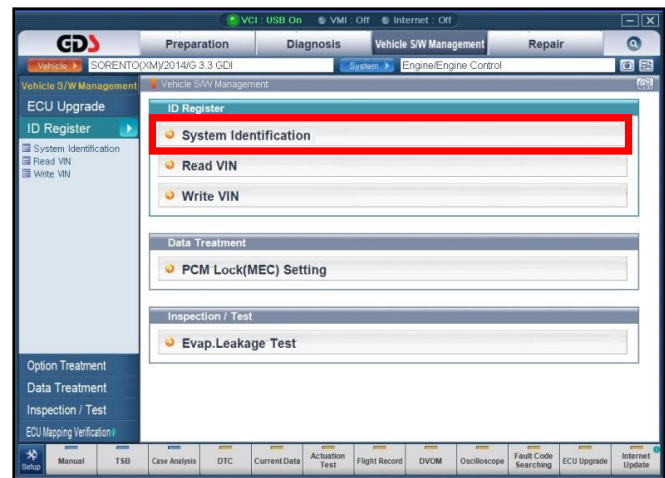 VCI : USB On VMI : Off Internet : Off
GDS Preparation Diagnosis Vehicle S/W Management Repair
Vehicle SORENTO(XM)/2014/G 3.3 GDI System Engine/Engine Control
Vehicle S/W Management Vehicle S/W Management
ECU Upgrade
ID Register
System Identification
Read VIN
Write VIN
ID Register
System Identification
Read VIN
Write VIN
Data Treatment
PCM Lock(MEC) Setting
Inspection / Test
Evap.Leakage Test
Option Treatment
Data Treatment
Inspection / Test
ECU Mapping Verification
Setup Manual TSB Case Analysis DTC Current Data Actuation Test Flight Record DVOM Oscilloscope Fault Code Searching ECU Upgrade Internet Update